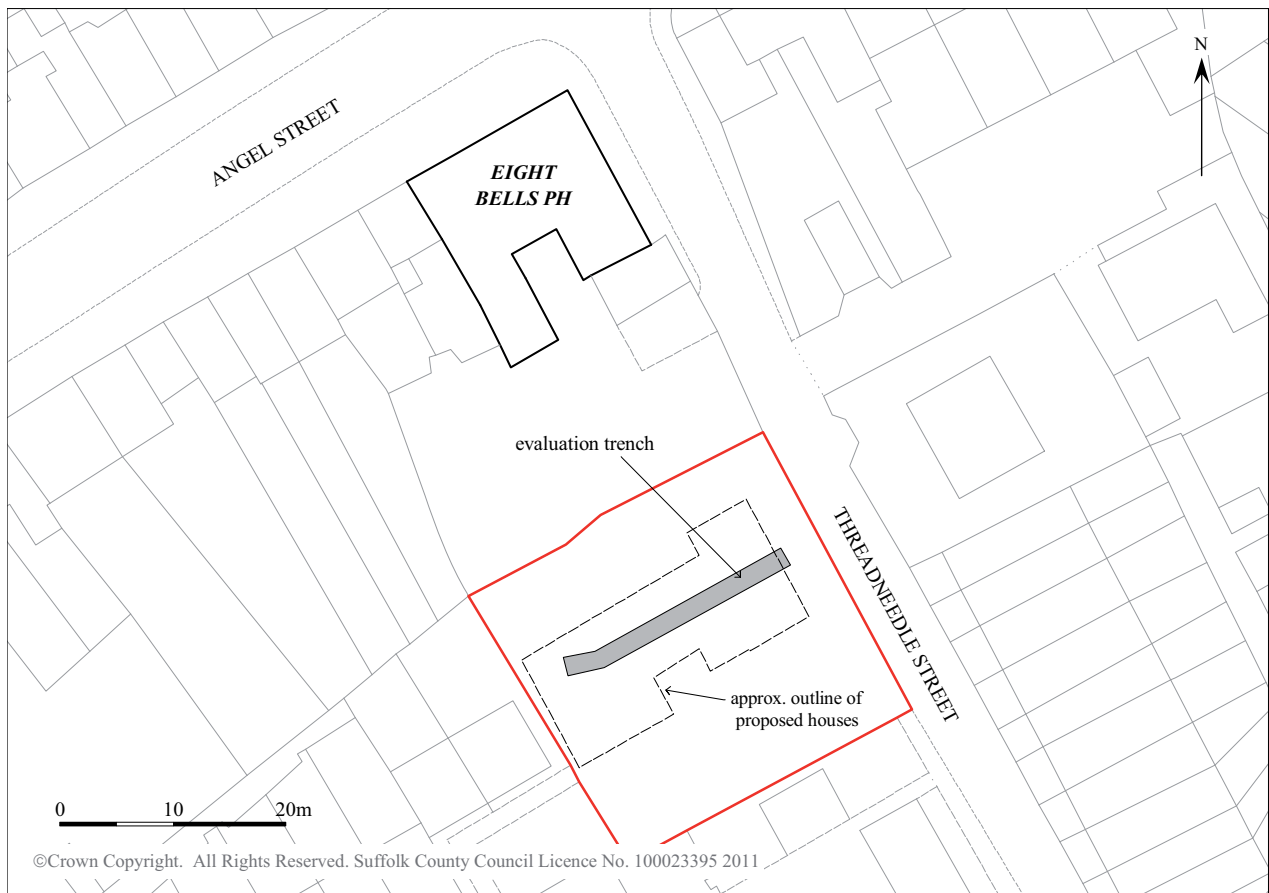 N
ANGEL STREET
EIGHT
BELLS PH
evaluation trench
THREADNEEDLE STREET
approx. outline of
proposed houses
0 10 20m
©Crown Copyright. All Rights Reserved. Suffolk County Council Licence No. 100023395 2011